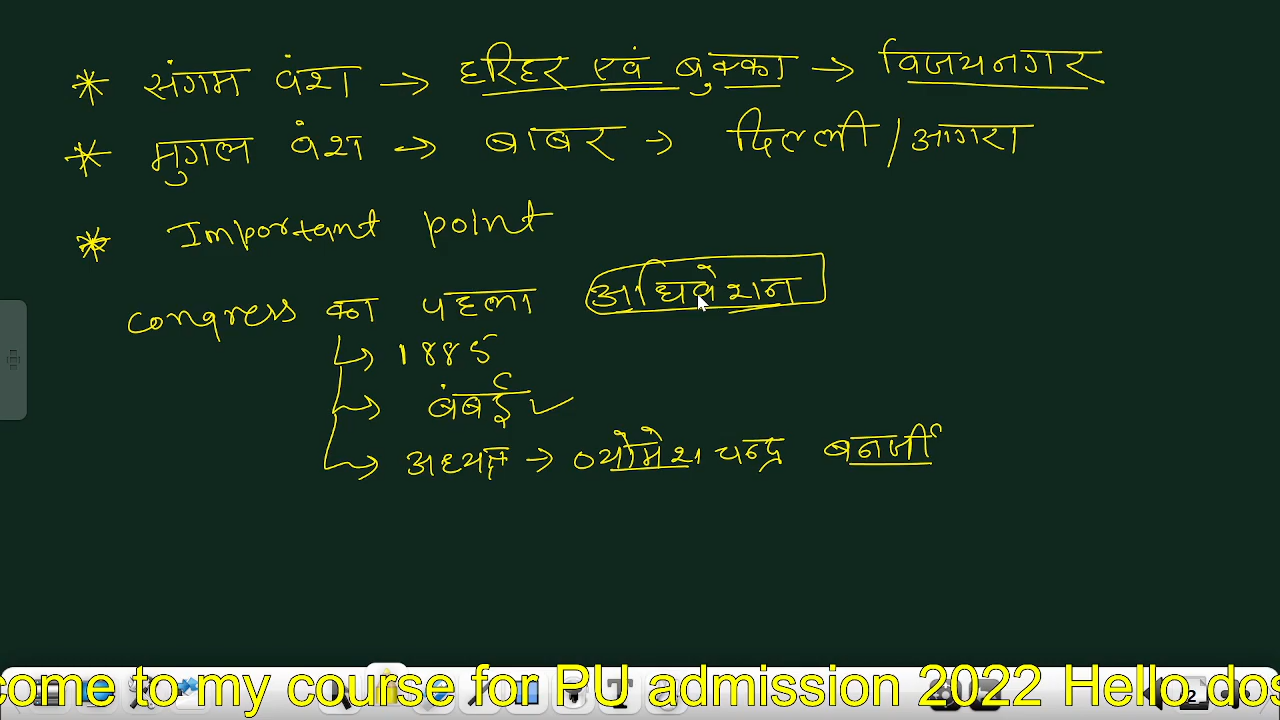 * संगम वंश → हरिहर एवं बुक्का → विजयनगर
* मुगल वंश → बाबर → दिल्ली/आगरा
* Important point
congress का पहला अधिवेशन
→ 1885
→ बंबई ✓
→ अध्यक्ष → व्योमेश चन्द्र बनर्जी
come to my course for PU admission 2022 Hello dos
2